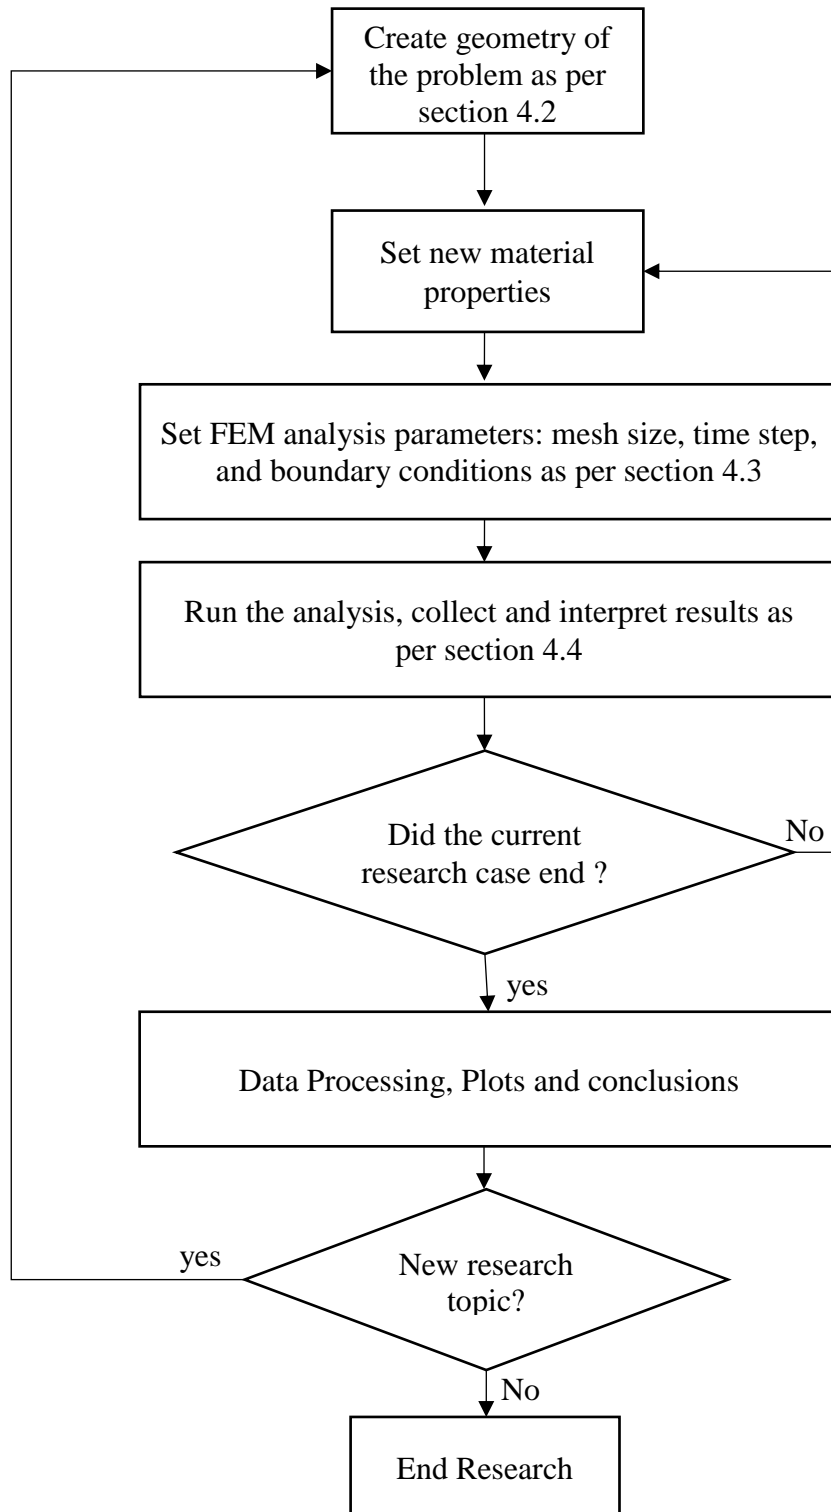 Create geometry of
the problem as per
section 4.2
Set new material
properties
Set FEM analysis parameters: mesh size, time step,
and boundary conditions as per section 4.3
Run the analysis, collect and interpret results as
per section 4.4
Did the current
research case end ?
No
yes
Data Processing, Plots and conclusions
yes
New research
topic?
No
End Research